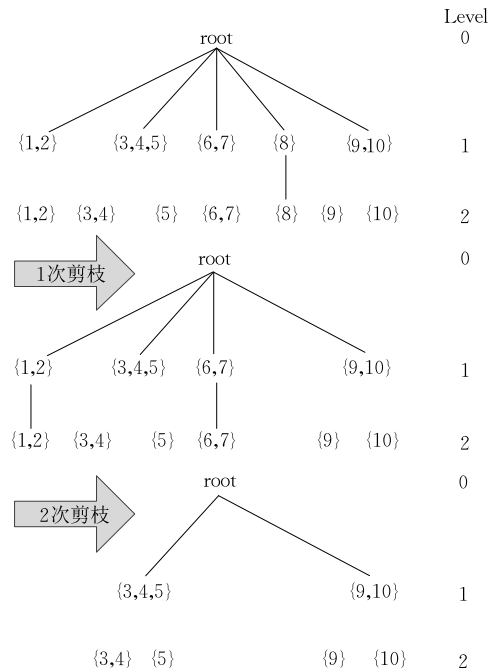 Level
root 0
{1,2} {3,4,5} {6,7} {8} {9,10} 1
{1,2} {3,4} {5} {6,7} {8} {9} {10} 2
root 0
1次剪枝
{1,2} {3,4,5} {6,7} {9,10} 1
{1,2} {3,4} {5} {6,7} {9} {10} 2
root 0
2次剪枝
{3,4,5} {9,10} 1
{3,4} {5} {9} {10} 2